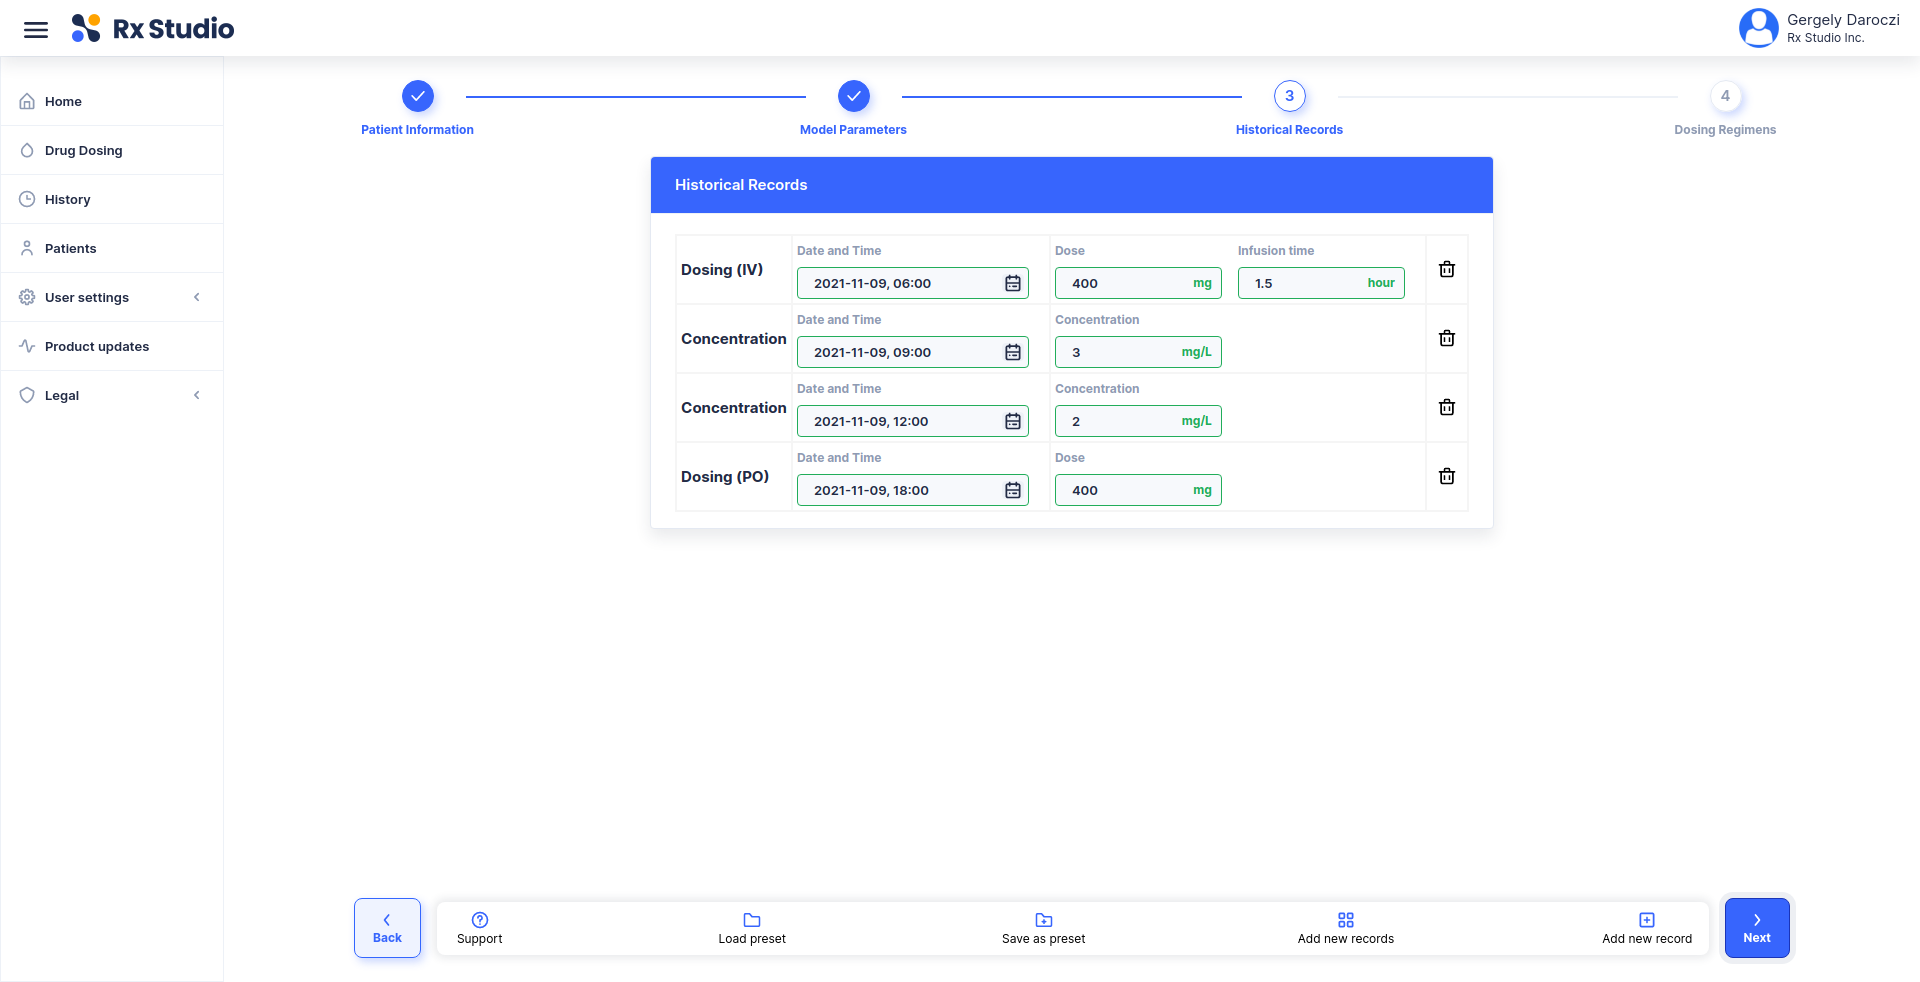 Rx Studio
Gergely Daroczi
Rx Studio Inc.
Home
Drug Dosing
History
Patients
User settings
Product updates
Legal
3
4
Patient Information
Model Parameters
Historical Records
Dosing Regimens
Historical Records
Dosing (IV)
Date and Time
2021-11-09, 06:00
Dose
400 mg
Infusion time
1.5 hour
Concentration
Date and Time
2021-11-09, 09:00
Concentration
3 mg/L
Concentration
Date and Time
2021-11-09, 12:00
Concentration
2 mg/L
Dosing (PO)
Date and Time
2021-11-09, 18:00
Dose
400 mg
Back
Support
Load preset
Save as preset
Add new records
Add new record
Next